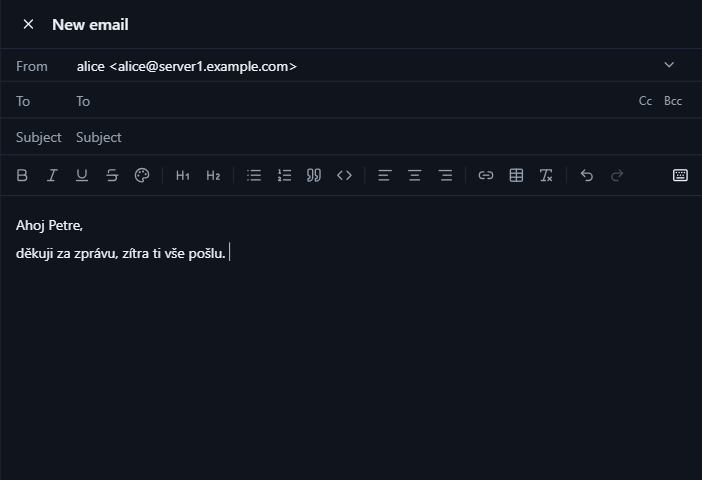 New email
From alice <alice@server1.example.com>
To To Cc Bcc
Subject Subject
B I U S H1 H2
Ahoj Petre,
děkuji za zprávu, zítra ti vše pošlu.